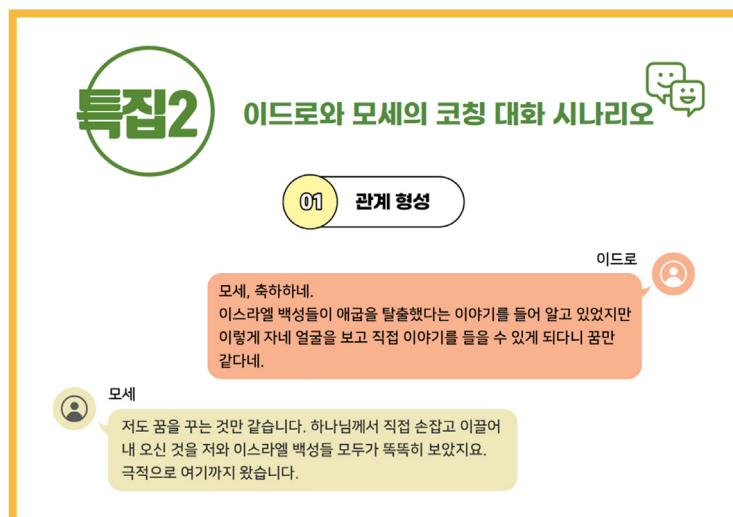 특집2
이드로와 모세의 코칭 대화 시나리오
01 관계 형성
이드로
모세, 축하하네.
이스라엘 백성들이 애굽을 탈출했다는 이야기를 들어 알고 있었지만
이렇게 자네 얼굴을 보고 직접 이야기를 들을 수 있게 되다니 꿈만
같다네.
모세
저도 꿈을 꾸는 것만 같습니다. 하나님께서 직접 손잡고 이끌어
내 오신 것을 저와 이스라엘 백성들 모두가 똑똑히 보았지요.
극적으로 여기까지 왔습니다.